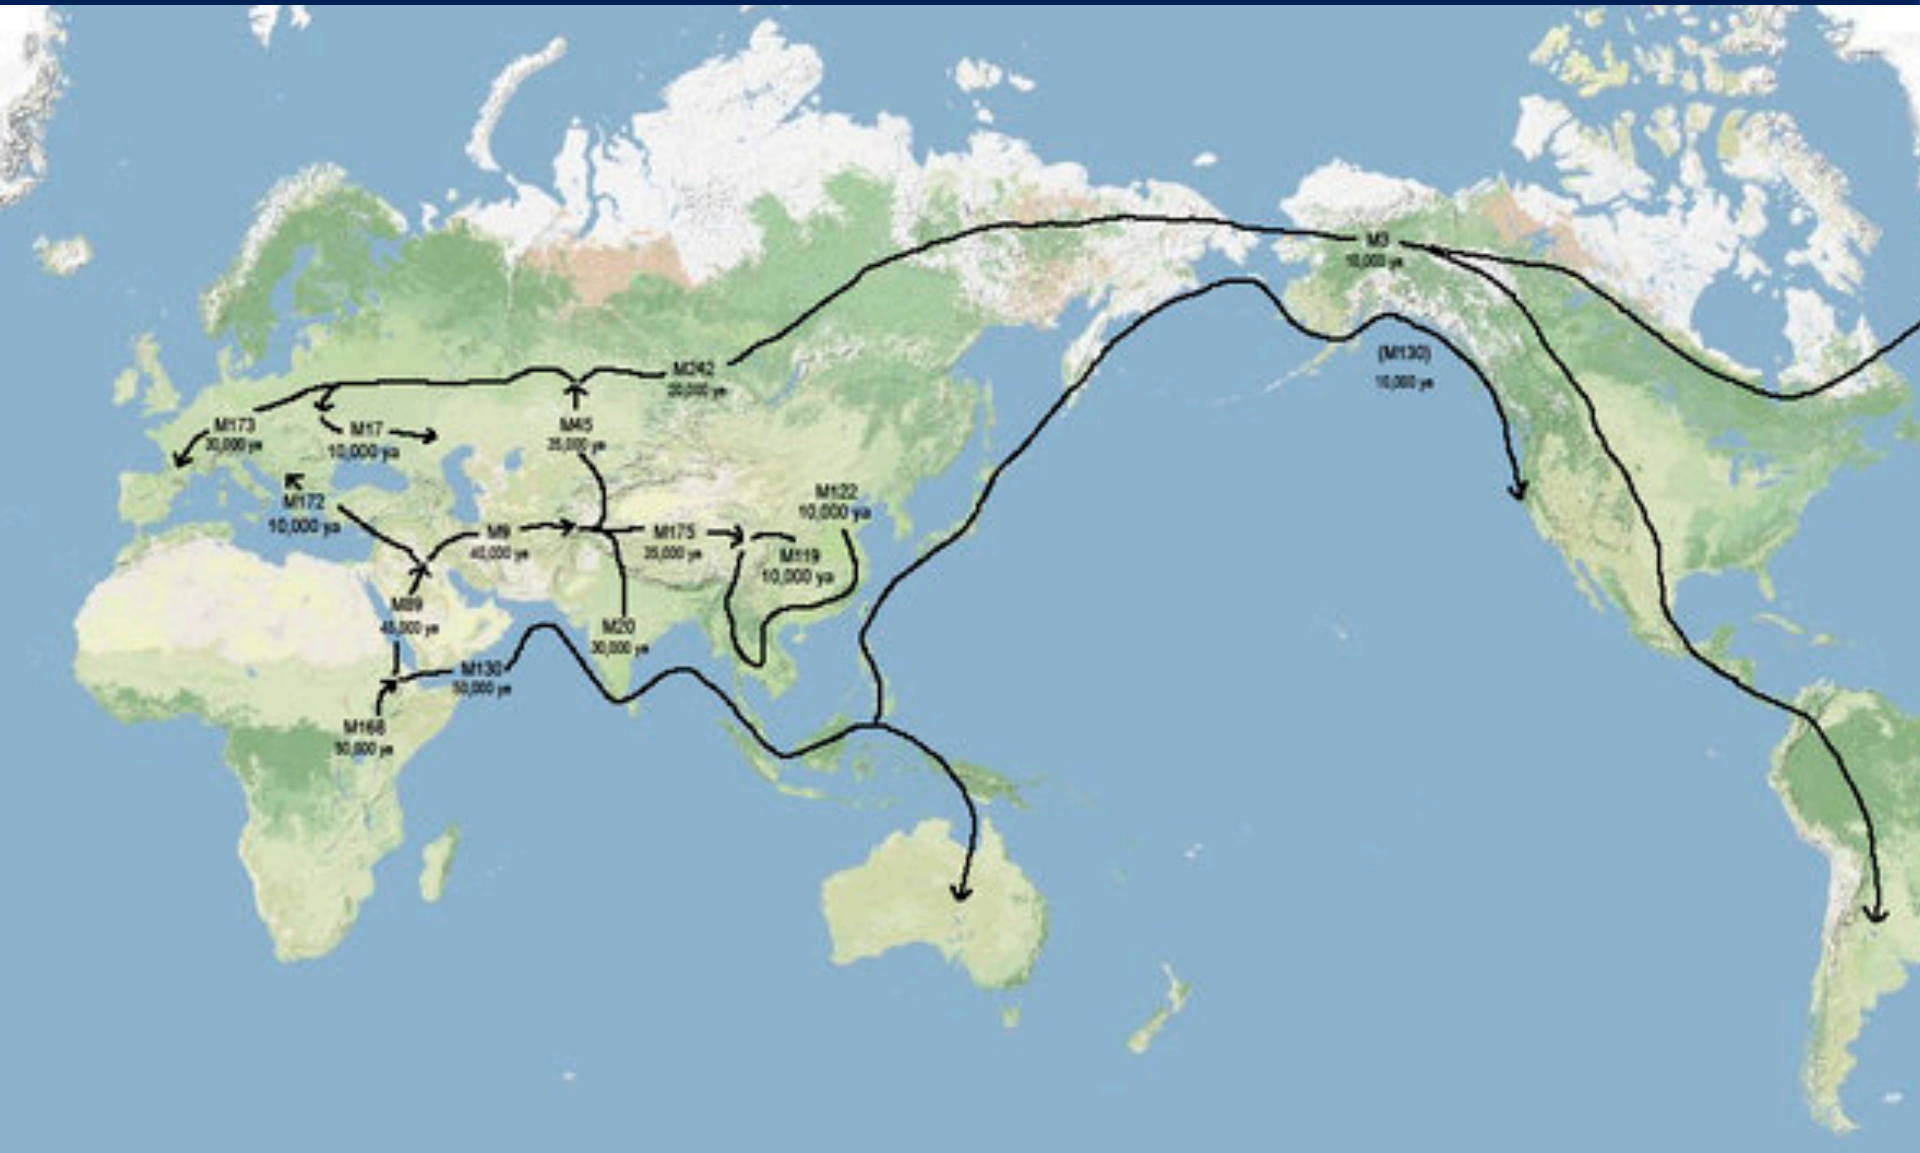 M3
10,000 ya
(M130)
10,000 ya
M242
20,000 ya
M173
30,000 ya
M17
10,000 ya
M45
35,000 ya
M172
10,000 ya
M122
10,000 ya
M9
40,000 ya
M175
35,000 ya
M119
10,000 ya
M89
45,000 ya
M20
30,000 ya
M130
50,000 ya
M168
50,000 ya